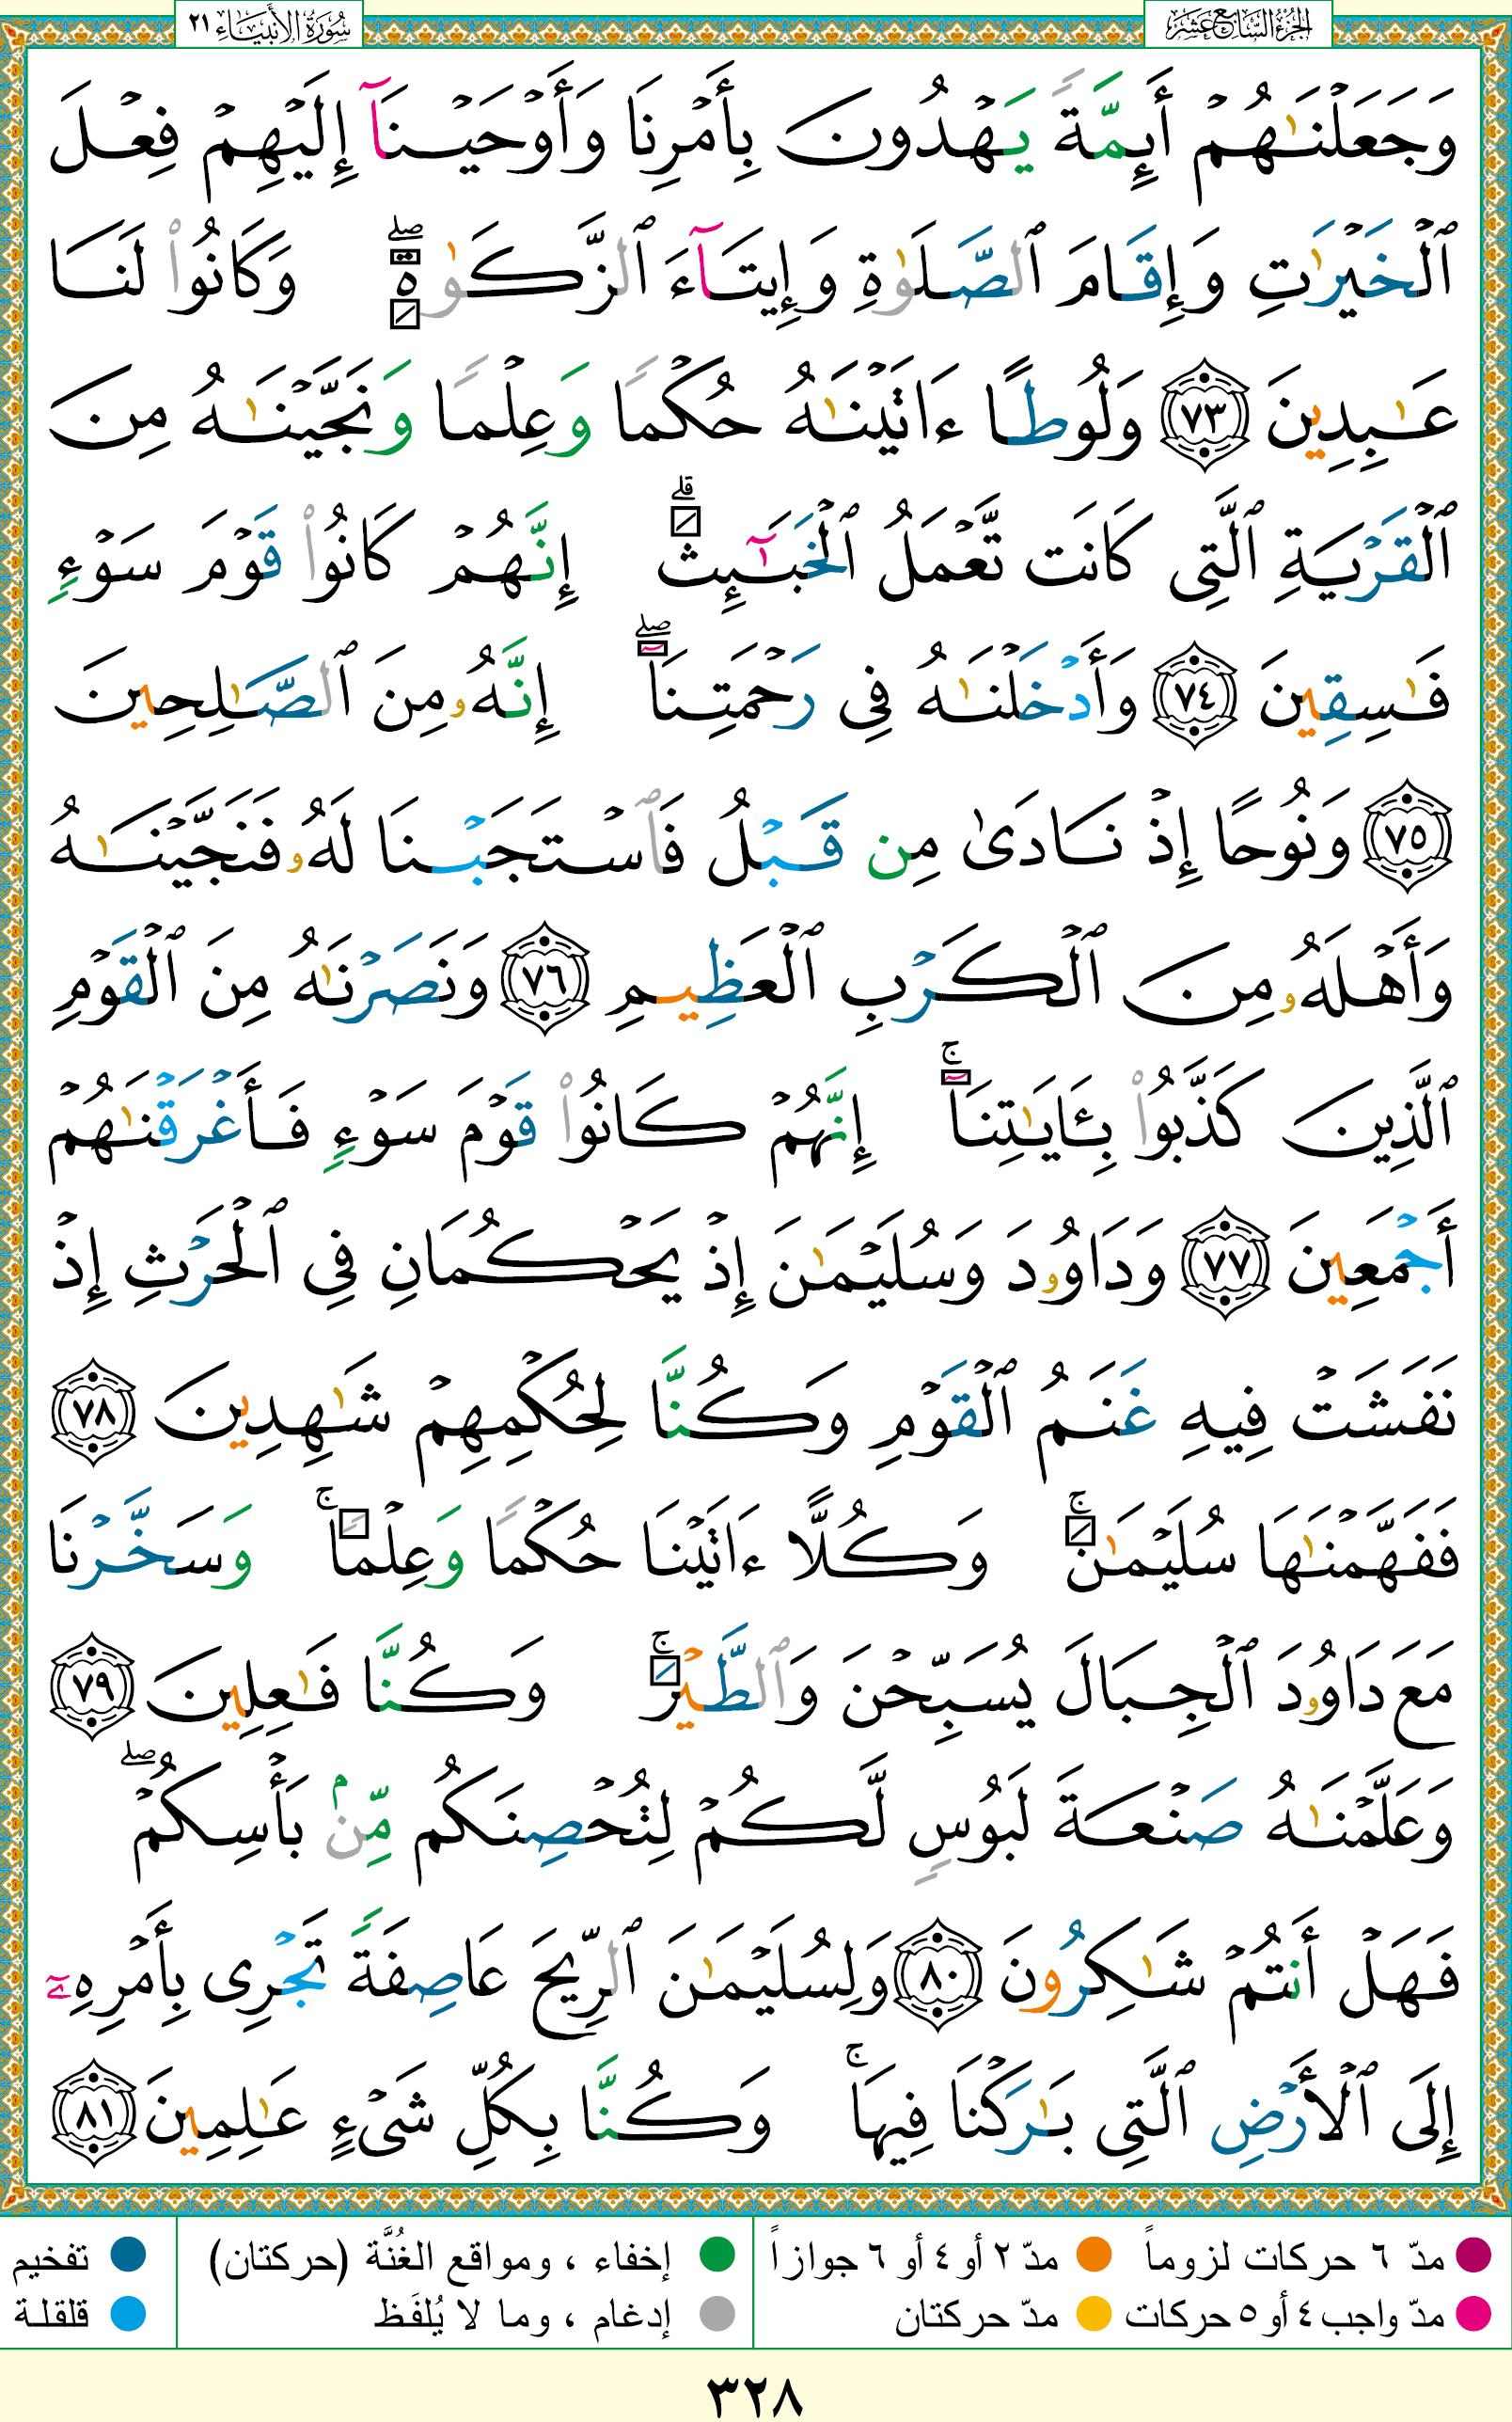 الجزء السابع عشر
سورة الأنبياء ٢١
وَجَعَلۡنَٰهُمۡ أَئِمَّةٗ يَهۡدُونَ بِأَمۡرِنَا وَأَوۡحَيۡنَآ إِلَيۡهِمۡ فِعۡلَ
ٱلۡخَيۡرَٰتِ وَإِقَامَ ٱلصَّلَوٰةِ وَإِيتَآءَ ٱلزَّكَوٰةِۖ وَكَانُواْ لَنَا
عَٰبِدِينَ ٧٣ وَلُوطًا ءَاتَيۡنَٰهُ حُكۡمٗا وَعِلۡمٗا وَنَجَّيۡنَٰهُ مِنَ
ٱلۡقَرۡيَةِ ٱلَّتِي كَانَت تَّعۡمَلُ ٱلۡخَبَٰٓئِثَۚ إِنَّهُمۡ كَانُواْ قَوۡمَ سَوۡءٖ
فَٰسِقِينَ ٧٤ وَأَدۡخَلۡنَٰهُ فِي رَحۡمَتِنَآۖ إِنَّهُۥ مِنَ ٱلصَّٰلِحِينَ
٧٥ وَنُوحًا إِذۡ نَادَىٰ مِن قَبۡلُ فَٱسۡتَجَبۡنَا لَهُۥ فَنَجَّيۡنَٰهُ
وَأَهۡلَهُۥ مِنَ ٱلۡكَرۡبِ ٱلۡعَظِيمِ ٧٦ وَنَصَرۡنَٰهُ مِنَ ٱلۡقَوۡمِ
ٱلَّذِينَ كَذَّبُواْ بِـَٔايَٰتِنَآۚ إِنَّهُمۡ كَانُواْ قَوۡمَ سَوۡءٖ فَأَغۡرَقۡنَٰهُمۡ
أَجۡمَعِينَ ٧٧ وَدَاوُۥدَ وَسُلَيۡمَٰنَ إِذۡ يَحۡكُمَانِ فِي ٱلۡحَرۡثِ إِذۡ
نَفَشَتۡ فِيهِ غَنَمُ ٱلۡقَوۡمِ وَكُنَّا لِحُكۡمِهِمۡ شَٰهِدِينَ ٧٨
فَفَهَّمۡنَٰهَا سُلَيۡمَٰنَۚ وَكُلًّا ءَاتَيۡنَا حُكۡمٗا وَعِلۡمٗاۚ وَسَخَّرۡنَا
مَعَ دَاوُۥدَ ٱلۡجِبَالَ يُسَبِّحۡنَ وَٱلطَّيۡرَۚ وَكُنَّا فَٰعِلِينَ ٧٩
وَعَلَّمۡنَٰهُ صَنۡعَةَ لَبُوسٖ لَّكُمۡ لِتُحۡصِنَكُم مِّنۢ بَأۡسِكُمۡۖ
فَهَلۡ أَنتُمۡ شَٰكِرُونَ ٨٠ وَلِسُلَيۡمَٰنَ ٱلرِّيحَ عَاصِفَةٗ تَجۡرِي بِأَمۡرِهِۦٓ
إِلَى ٱلۡأَرۡضِ ٱلَّتِي بَٰرَكۡنَا فِيهَاۚ وَكُنَّا بِكُلِّ شَيۡءٍ عَٰلِمِينَ ٨١
مدّ ٦ حركات لزوماً مدّ ٢ أو ٤ أو ٦ جوازاً إخفاء ، ومواقع الغُنَّة (حركتان) تفخيم
مدّ واجب ٤ أو ٥ حركات مدّ حركتان إدغام ، وما لا يُلفَظ قلقلة
٣٢٨